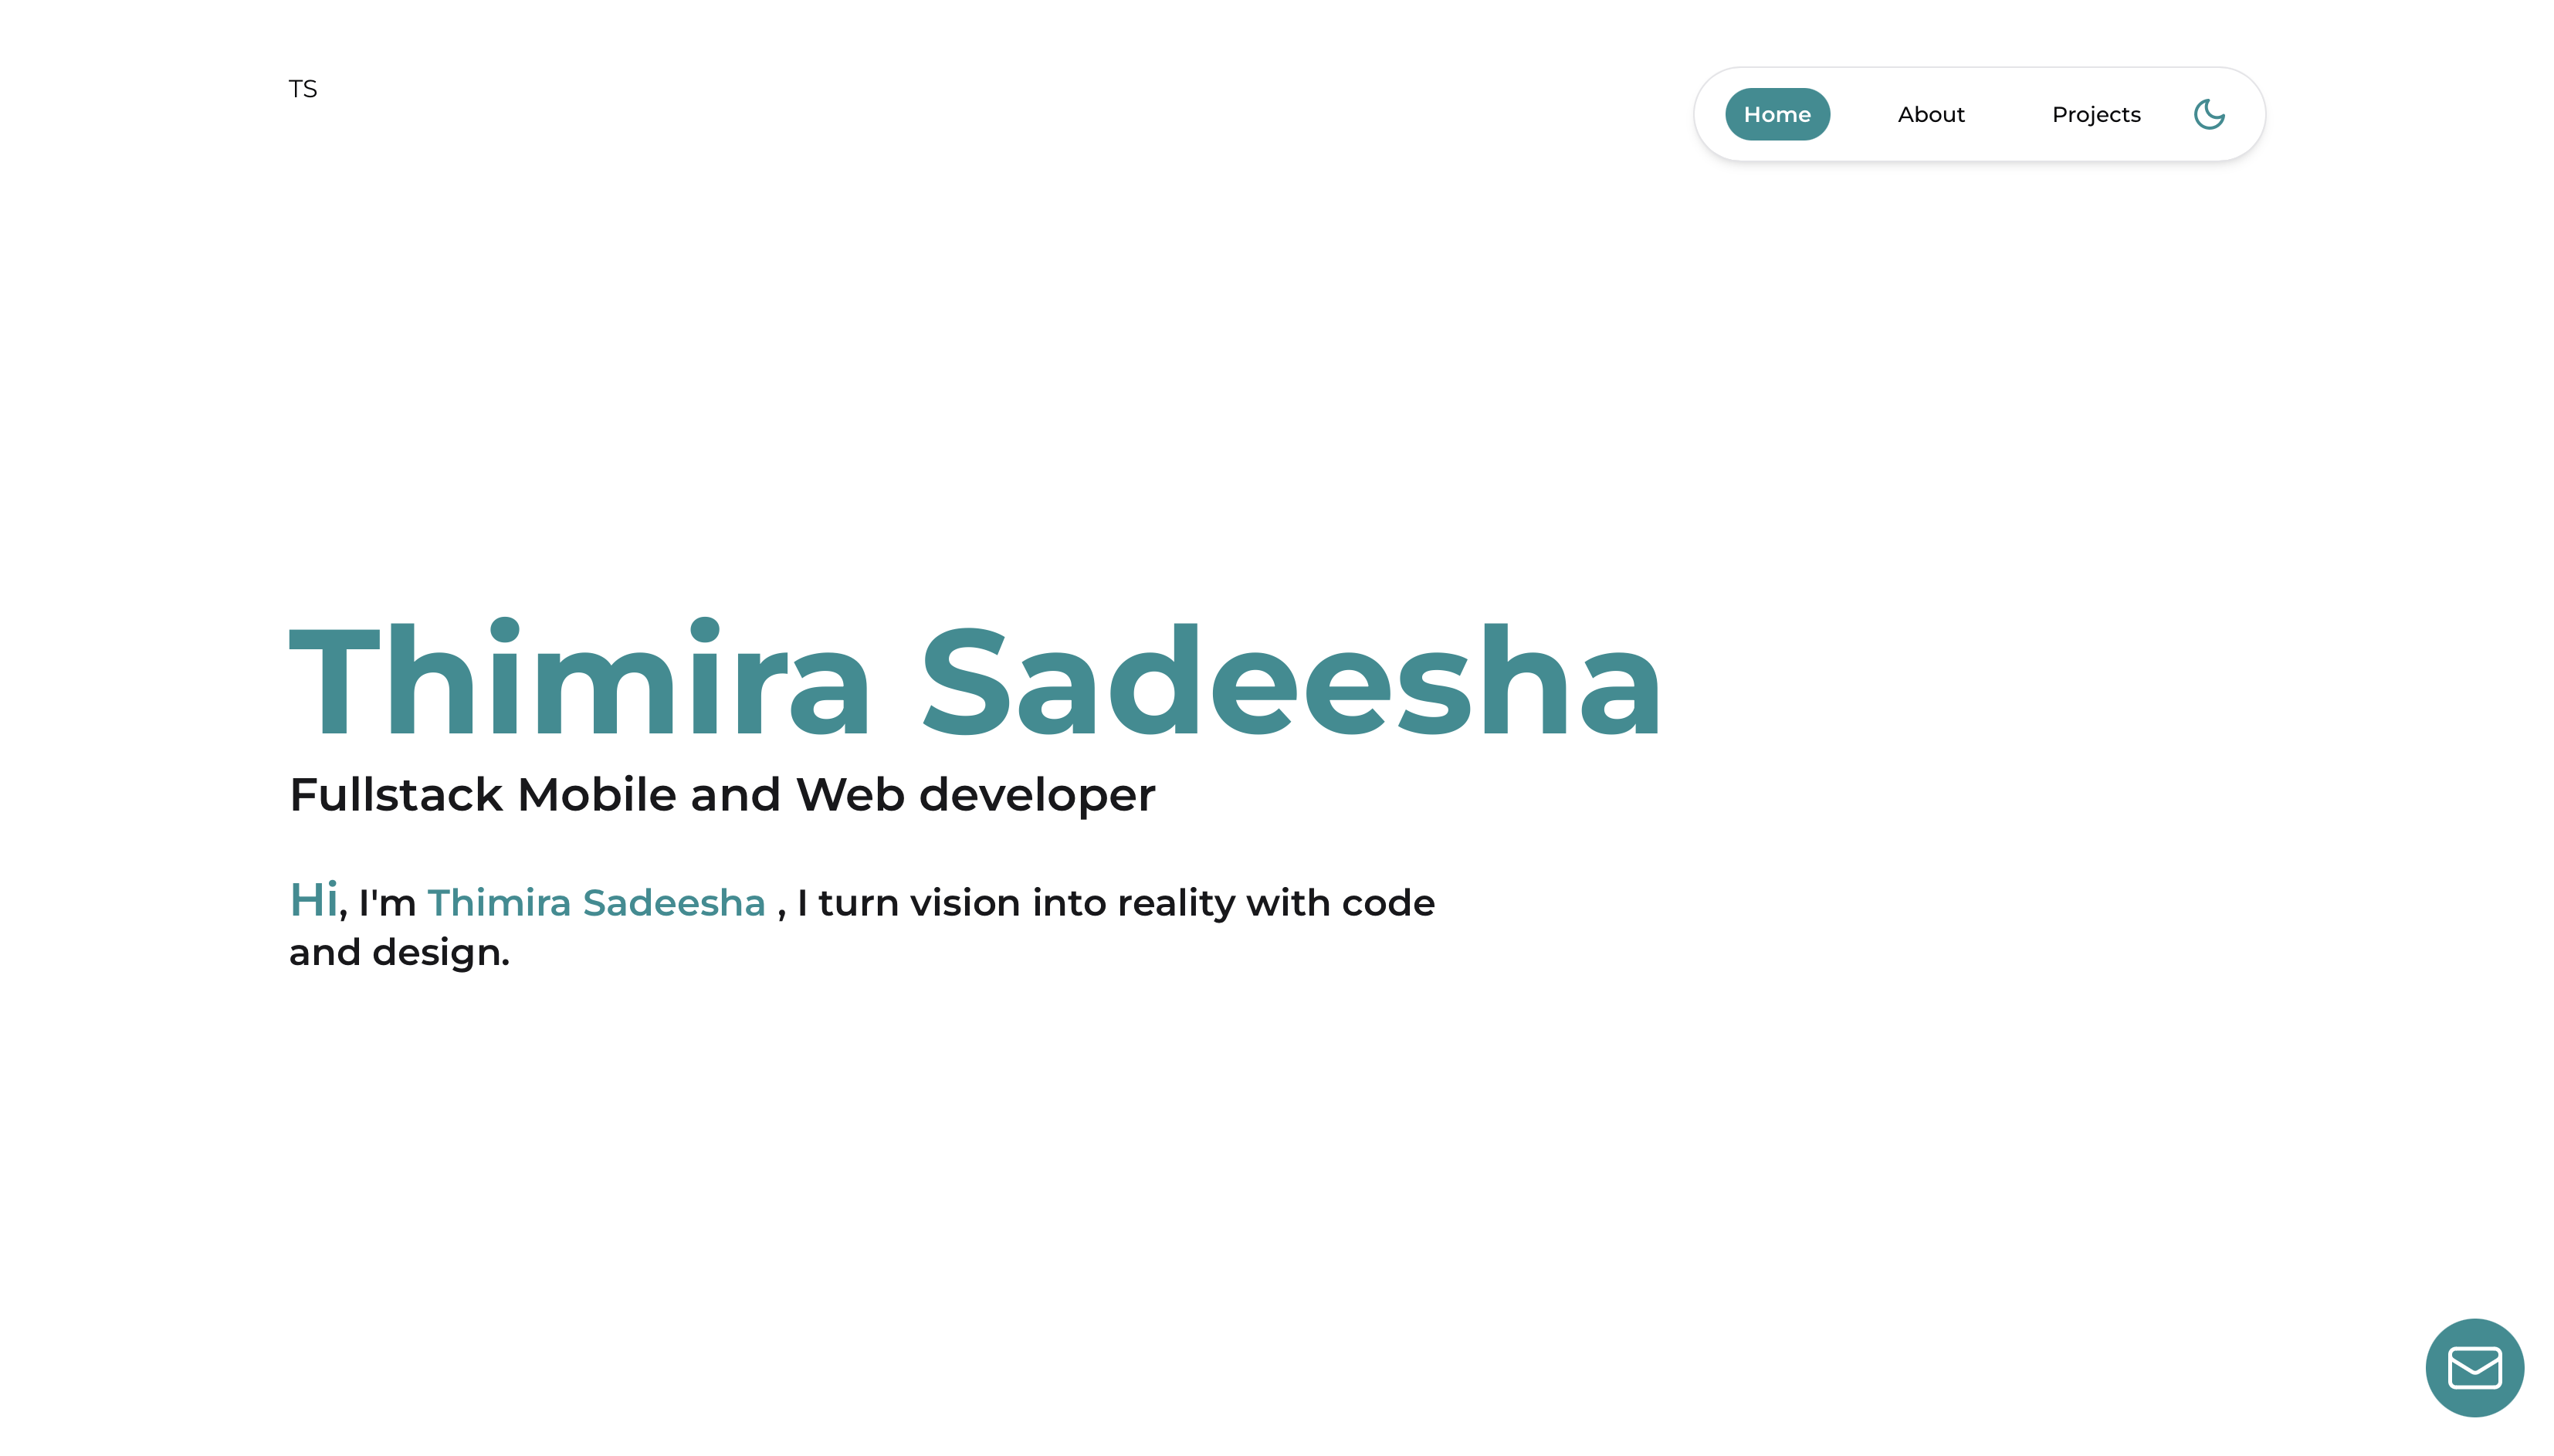 TS
Home About Projects
Thimira Sadeesha
Fullstack Mobile and Web developer
Hi, I'm Thimira Sadeesha , I turn vision into reality with code
and design.